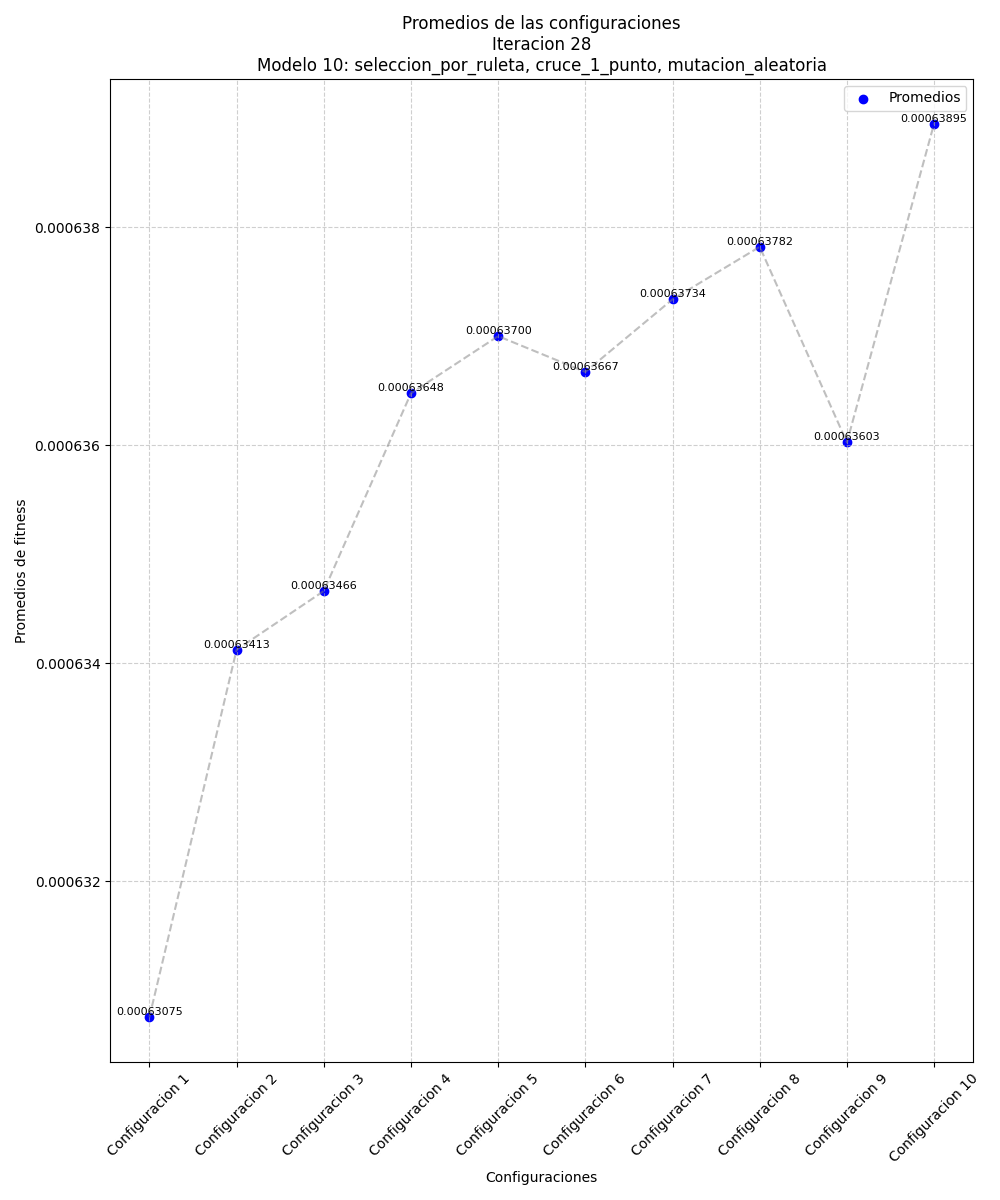 Promedios de las configuraciones
Iteracion 28
Modelo 10: seleccion_por_ruleta, cruce_1_punto, mutacion_aleatoria
Promedios
0.00063895
0.000638
0.00063782
0.00063734
0.00063700
0.00063667
0.00063648
0.00063603
0.000636
0.00063466
0.00063413
0.000634
0.000632
0.00063075
Promedios de fitness
Configuracion 1
Configuracion 2
Configuracion 3
Configuracion 4
Configuracion 5
Configuracion 6
Configuracion 7
Configuracion 8
Configuracion 9
Configuracion 10
Configuraciones